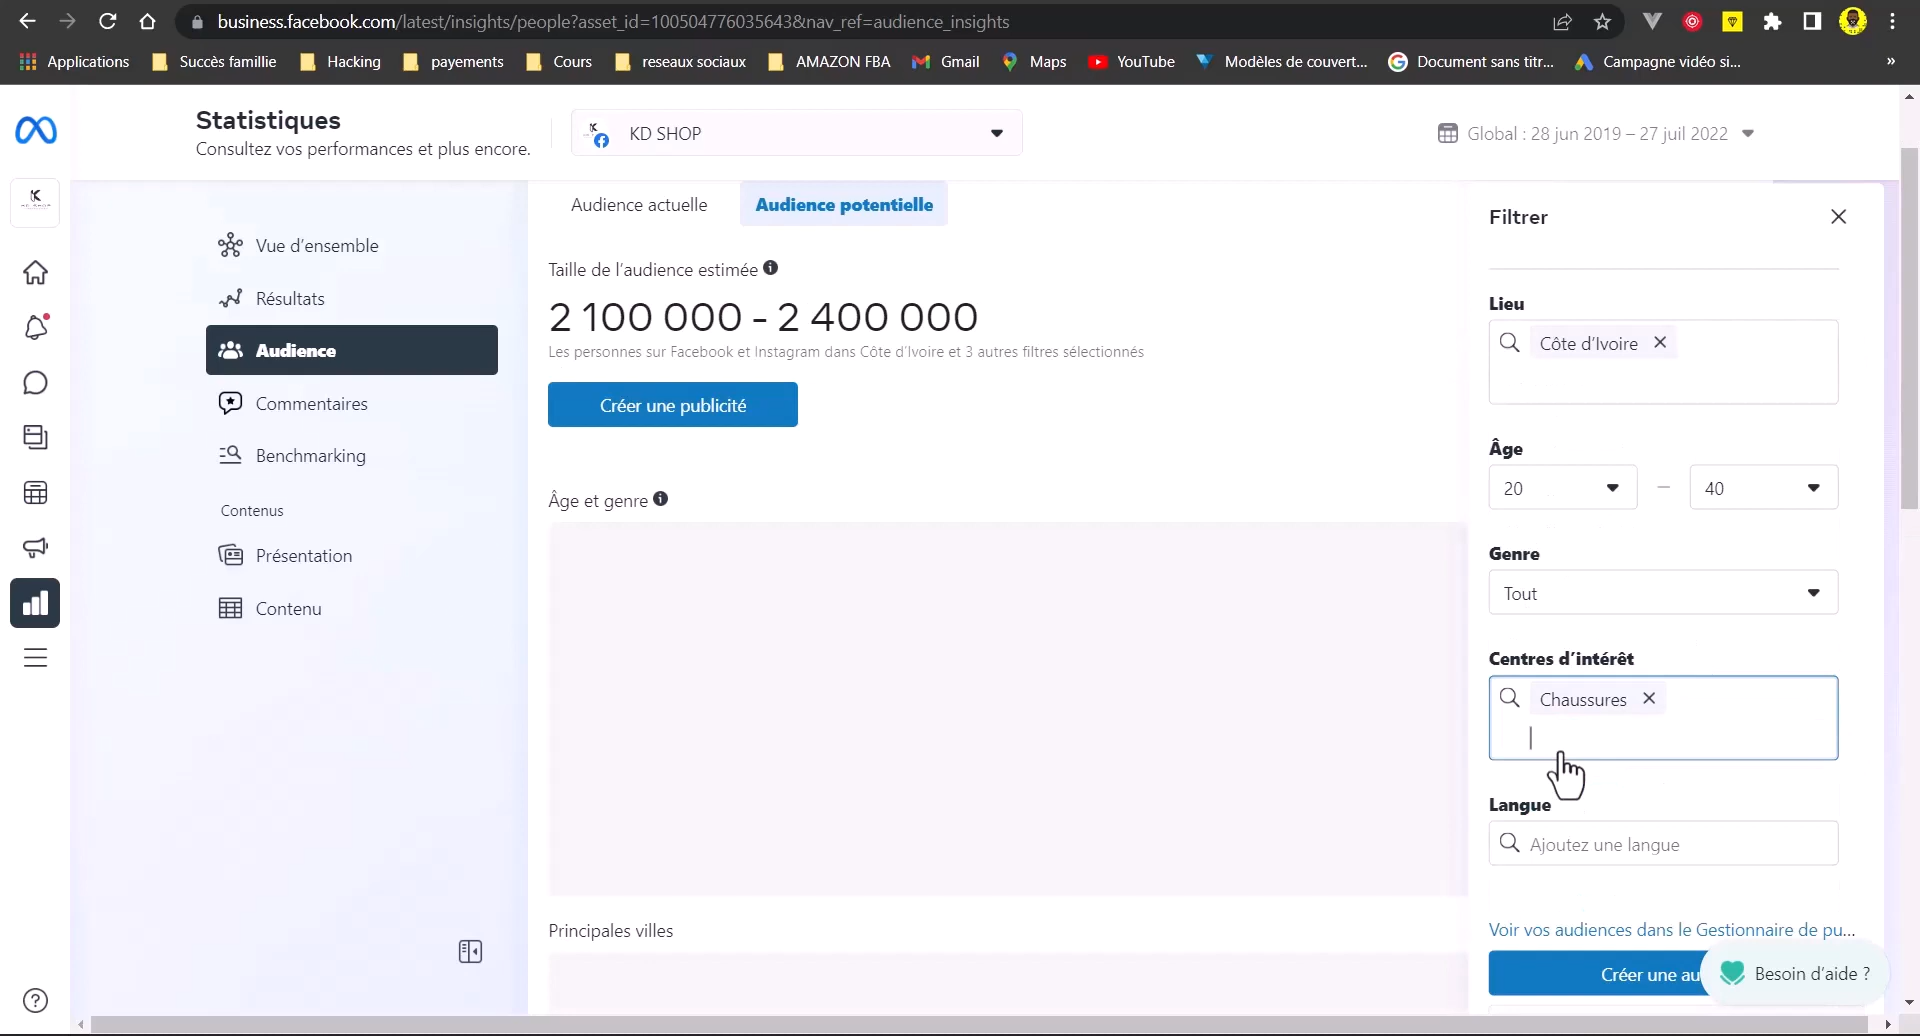 business.facebook.com/latest/insights/people?asset_id=100504776035643&nav_ref=audience_insights
Applications
Succès famillie
Hacking
payements
Cours
reseaux sociaux
AMAZON FBA
Gmail
Maps
YouTube
Modèles de couvert...
Document sans titr...
Campagne vidéo si...
»
Statistiques
Consultez vos performances et plus encore.
KD SHOP
Global : 28 jun 2019 – 27 juil 2022
Vue d'ensemble
Résultats
Audience
Commentaires
Benchmarking
Contenus
Présentation
Contenu
Audience actuelle
Audience potentielle
Taille de l'audience estimée
2 100 000 - 2 400 000
Les personnes sur Facebook et Instagram dans Côte d'Ivoire et 3 autres filtres sélectionnés
Créer une publicité
Âge et genre
Principales villes
Filtrer
Lieu
Côte d'Ivoire
Âge
20 — 40
Genre
Tout
Centres d'intérêt
Chaussures
Langue
Ajoutez une langue
Voir vos audiences dans le Gestionnaire de pu...
Créer une au
Besoin d'aide ?